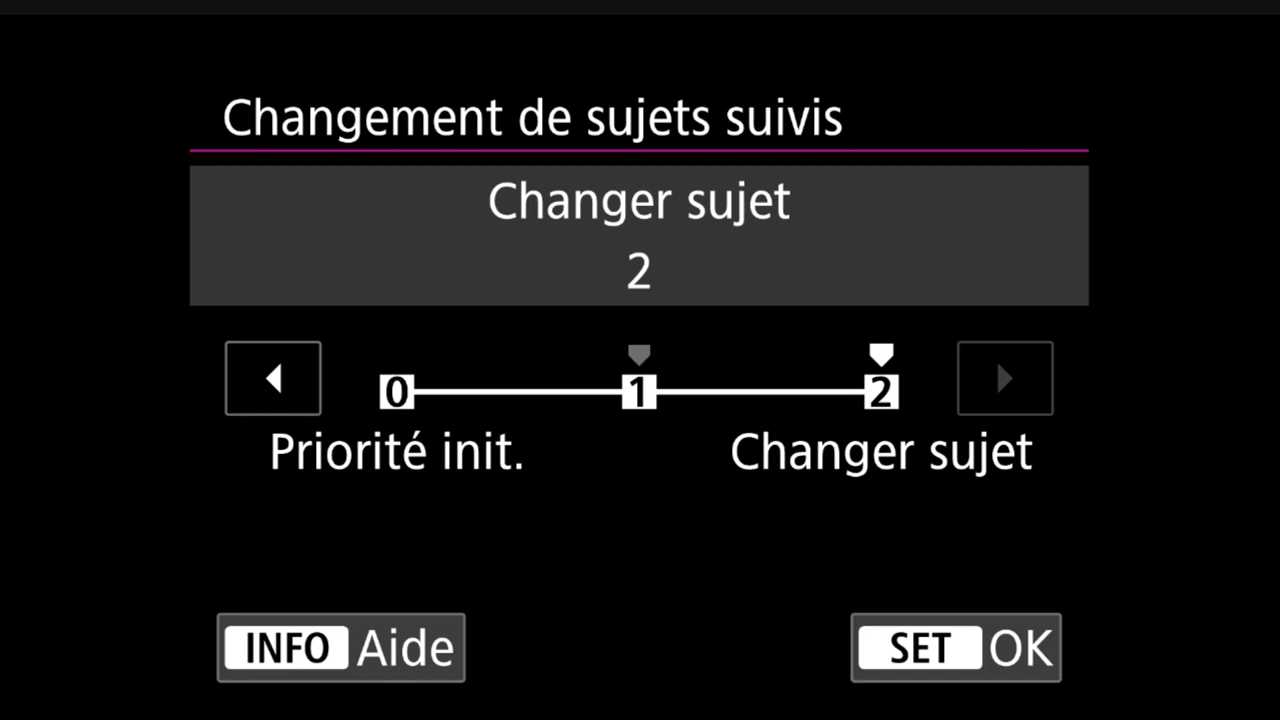 Changement de sujets suivis
Changer sujet
2
0 1 2
Priorité init. Changer sujet
INFO Aide SET OK